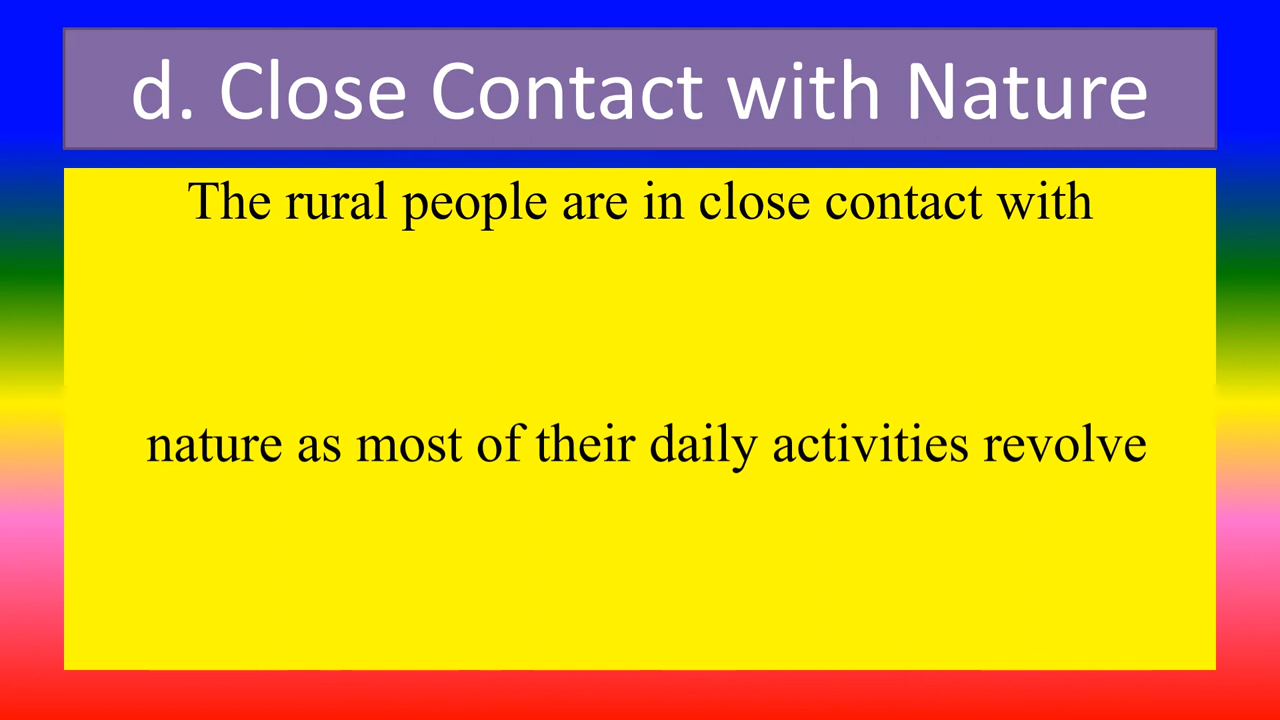 d. Close Contact with Nature
The rural people are in close contact with
nature as most of their daily activities revolve